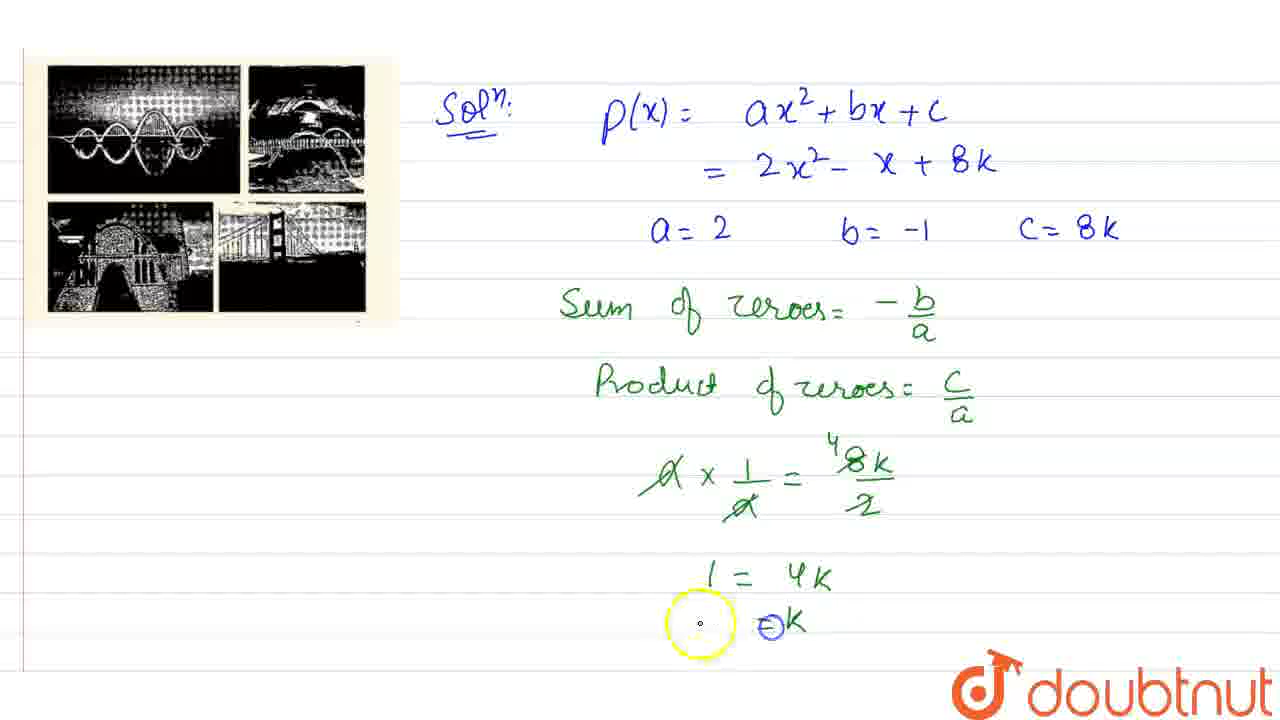 Solⁿ:
p(x) = ax² + bx + c
= 2x² - x + 8k
a = 2 b = -1 c = 8k
Sum of zeroes = - b/a
Product of zeroes = c/a
α × 1/α = 4 8k/2
1 = 4k
= k
doubtnut